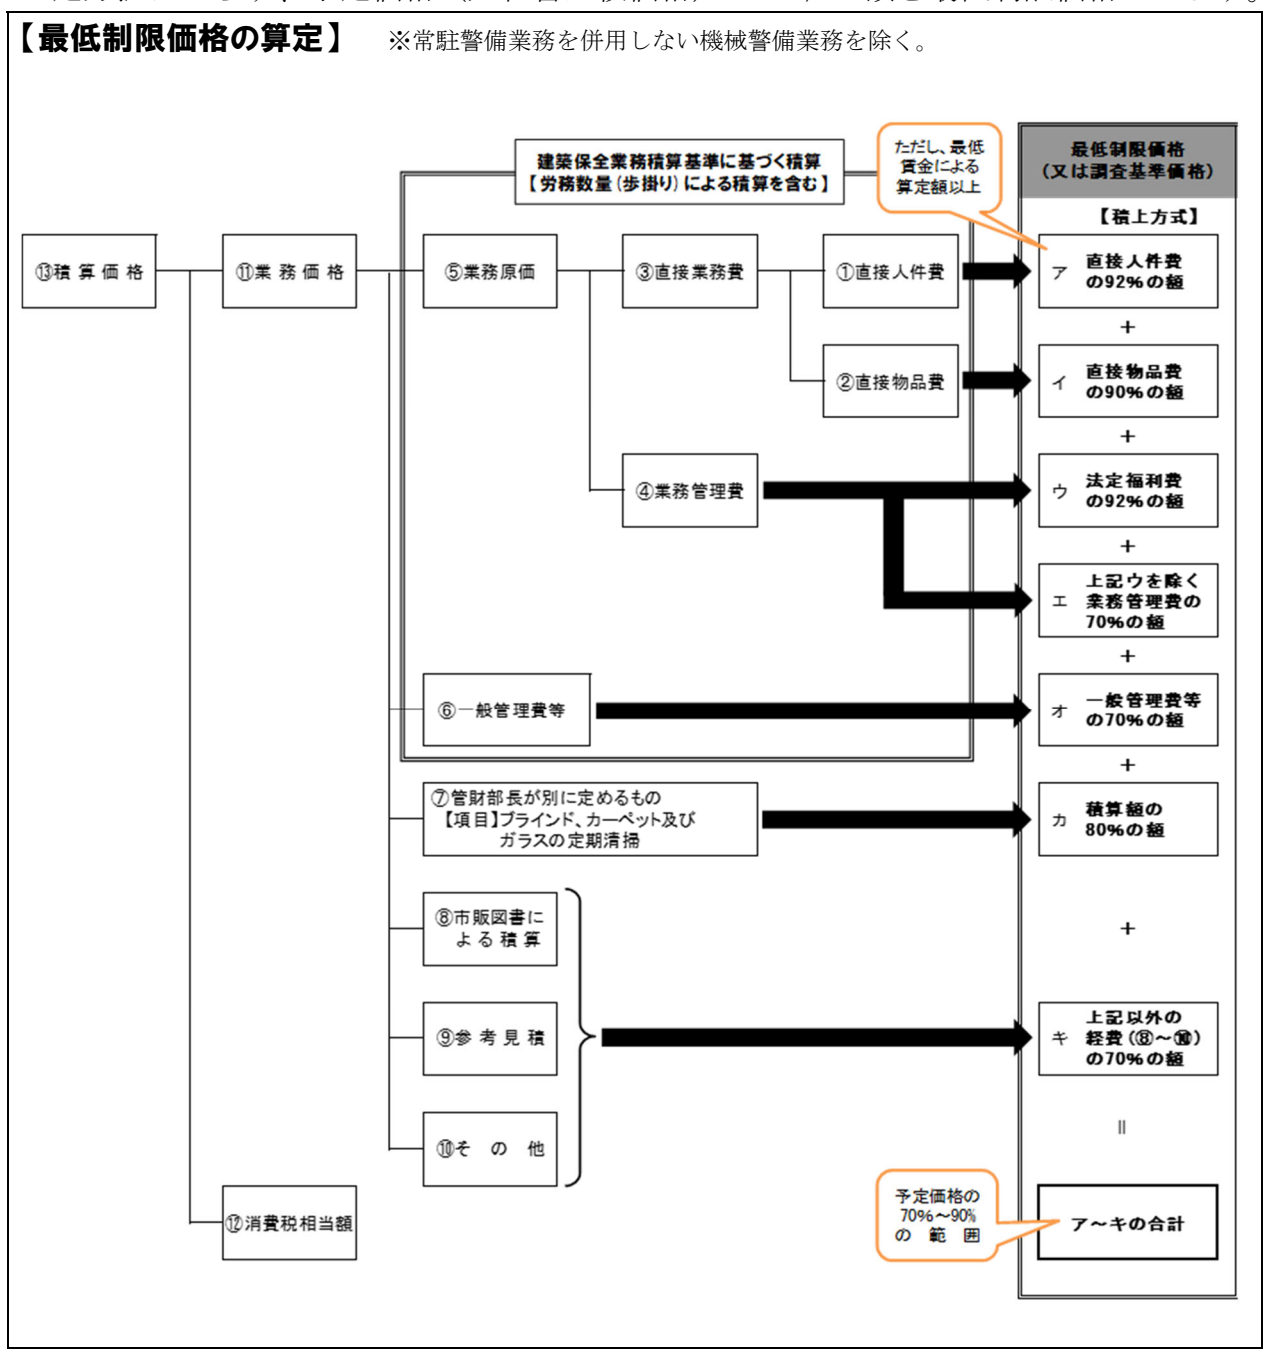 【最低制限価格の算定】 ※常駐警備業務を併用しない機械警備業務を除く。
建築保全業務積算基準に基づく積算
【労務数量(歩掛り)による積算を含む】
ただし、最低
賃金による
算定額以上
最低制限価格
(又は調査基準価格)
【積上方式】
⑬積算価格
⑪業務価格
⑤業務原価
③直接業務費
①直接人件費
ア 直接人件費
の92%の額
+
②直接物品費
イ 直接物品費
の90%の額
+
④業務管理費
ウ 法定福利費
の92%の額
+
エ 上記ウを除く
業務管理費の
70%の額
+
⑥一般管理費等
オ 一般管理費等
の70%の額
+
⑦管財部長が別に定めるもの
【項目】ブラインド、カーペット及び
ガラスの定期清掃
カ 積算額の
80%の額
+
⑧市販図書に
よる積算
⑨参考見積
⑩その他
キ 上記以外の
経費(⑧~⑩)
の70%の額
=
⑫消費税相当額
予定価格の
70%~90%
の範囲
ア~キの合計